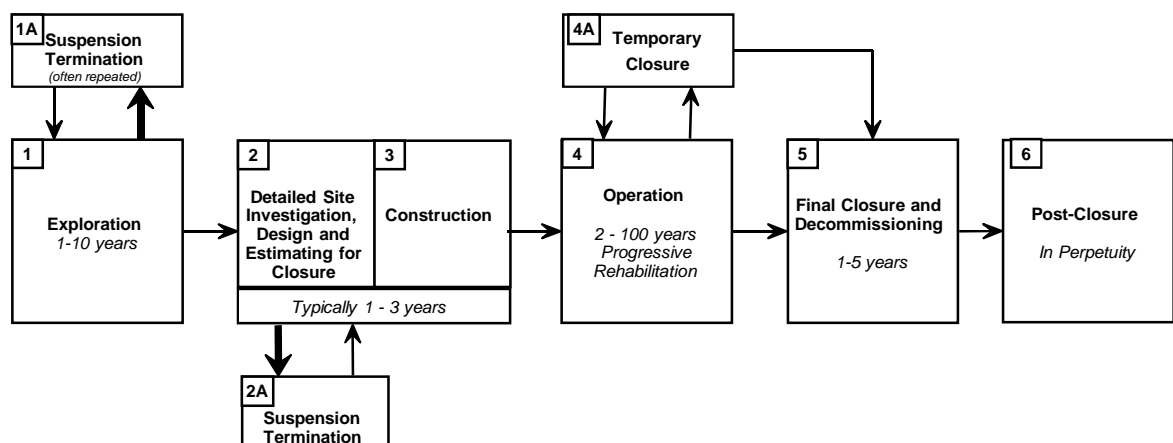 1A
Suspension
Termination
(often repeated)
4A
Temporary
Closure
1
Exploration
1-10 years
2
Detailed Site
Investigation,
Design and
Estimating for
Closure
3
Construction
Typically 1 - 3 years
4
Operation
2 - 100 years
Progressive
Rehabilitation
5
Final Closure and
Decommissioning
1-5 years
6
Post-Closure
In Perpetuity
2A
Suspension
Termination